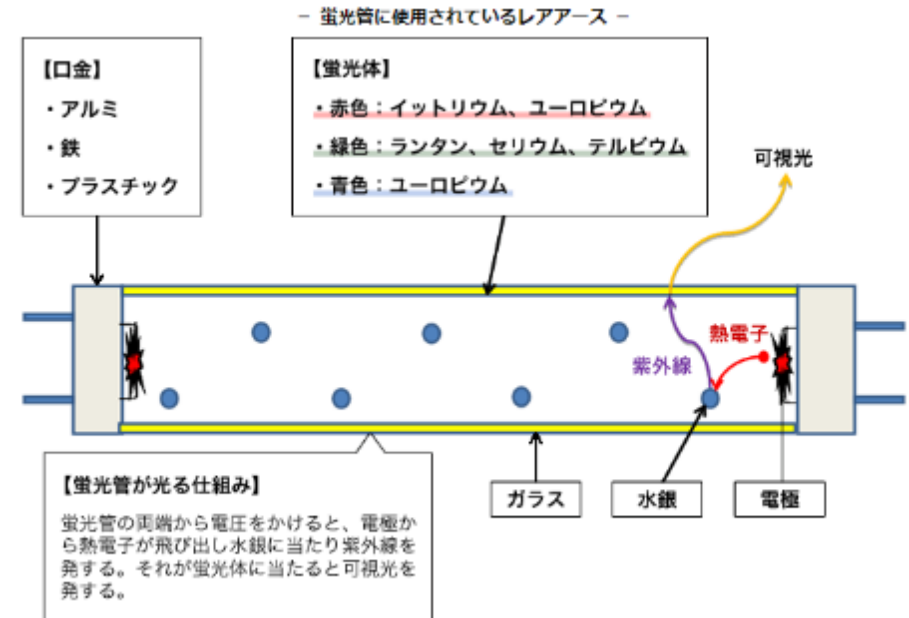 － 蛍光管に使用されているレアアース －
【口金】
・アルミ
・鉄
・プラスチック
【蛍光体】
・赤色：イットリウム、ユーロピウム
・緑色：ランタン、セリウム、テルビウム
・青色：ユーロピウム
可視光
熱電子
紫外線
ガラス
水銀
電極
【蛍光管が光る仕組み】
蛍光管の両端から電圧をかけると、電極か
ら熱電子が飛び出し水銀に当たり紫外線を
発する。それが蛍光体に当たると可視光を
発する。